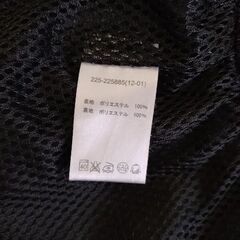 225-225885(12-01)
表地 ポリエステル 100%
裏地 ポリエステル 100%